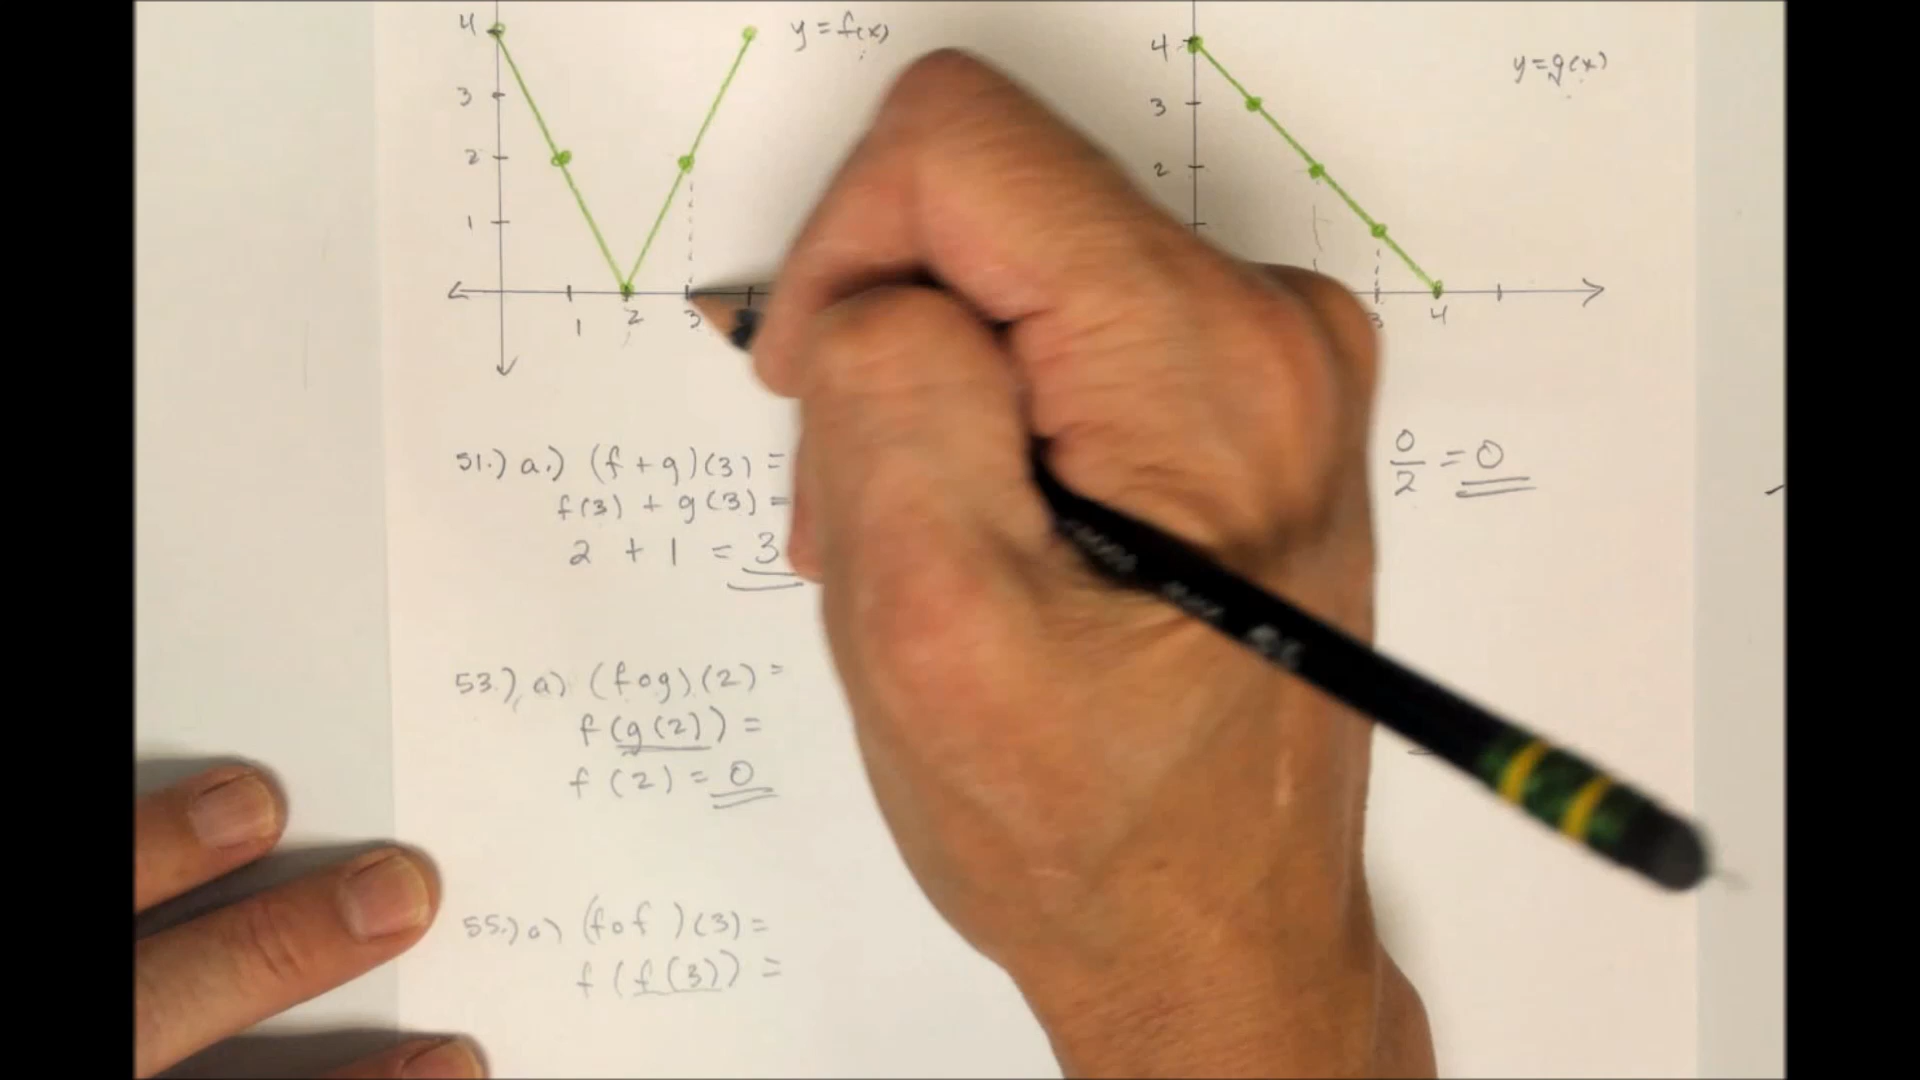 4
3
2
1
1 2 3
y = f(x)
4
3
2
3 4
y = g(x)
51.) a.) (f + g)(3) =
f(3) + g(3) =
2 + 1 = 3
0/2 = 0
53.) a) (f o g)(2) =
f(g(2)) =
f(2) = 0
55.) a) (f o f)(3) =
f(f(3)) =